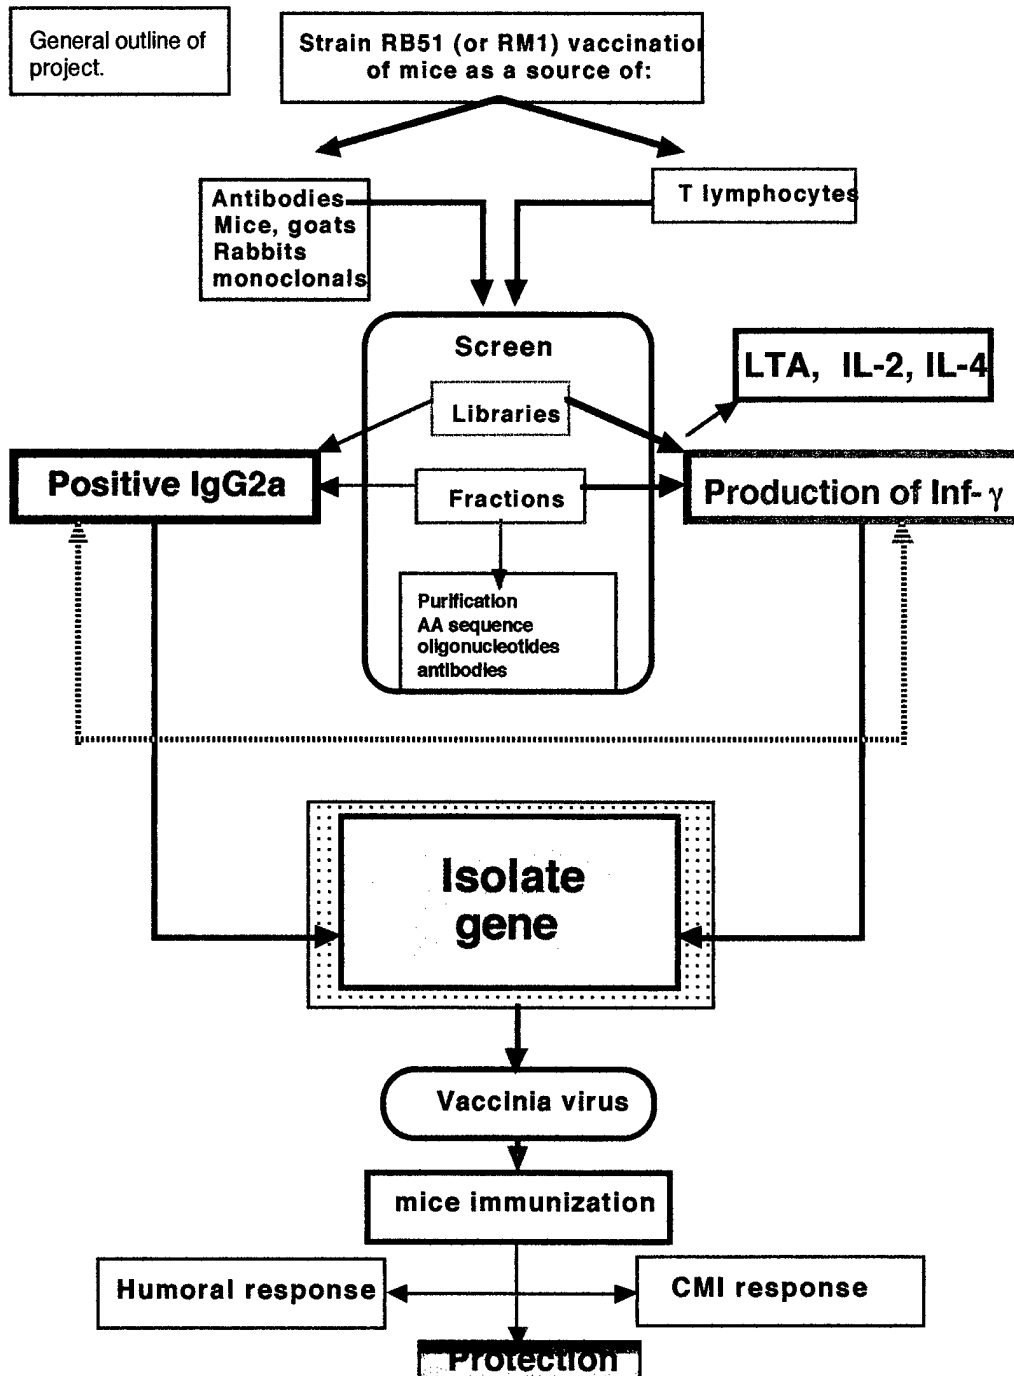 General outline of
project.
Strain RB51 (or RM1) vaccination
of mice as a source of:
Antibodies
Mice, goats
Rabbits
monoclonals
T lymphocytes
Screen
LTA, IL-2, IL-4
Libraries
Positive IgG2a
Fractions
Production of Inf- γ
Purification
AA sequence
oligonucleotides
antibodies
Isolate
gene
Vaccinia virus
mice immunization
Humoral response
CMI response
Protection